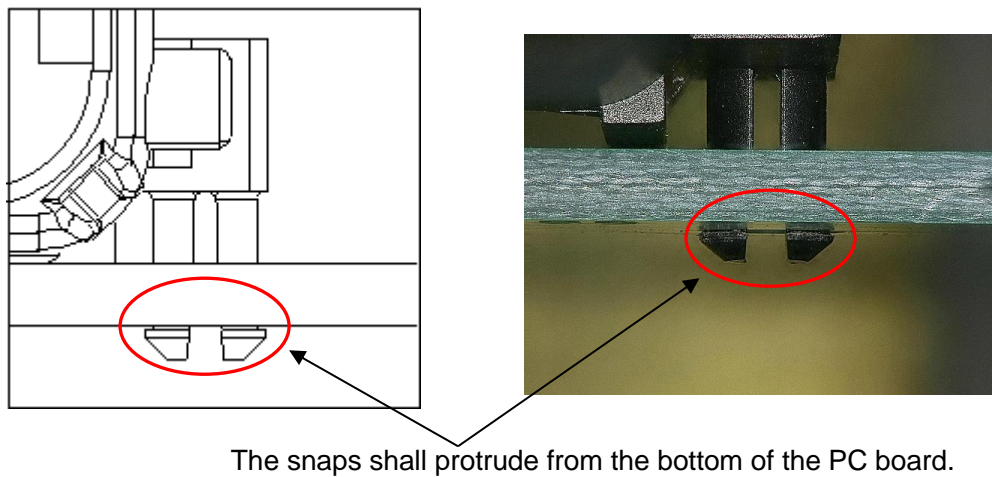 The snaps shall protrude from the bottom of the PC board.